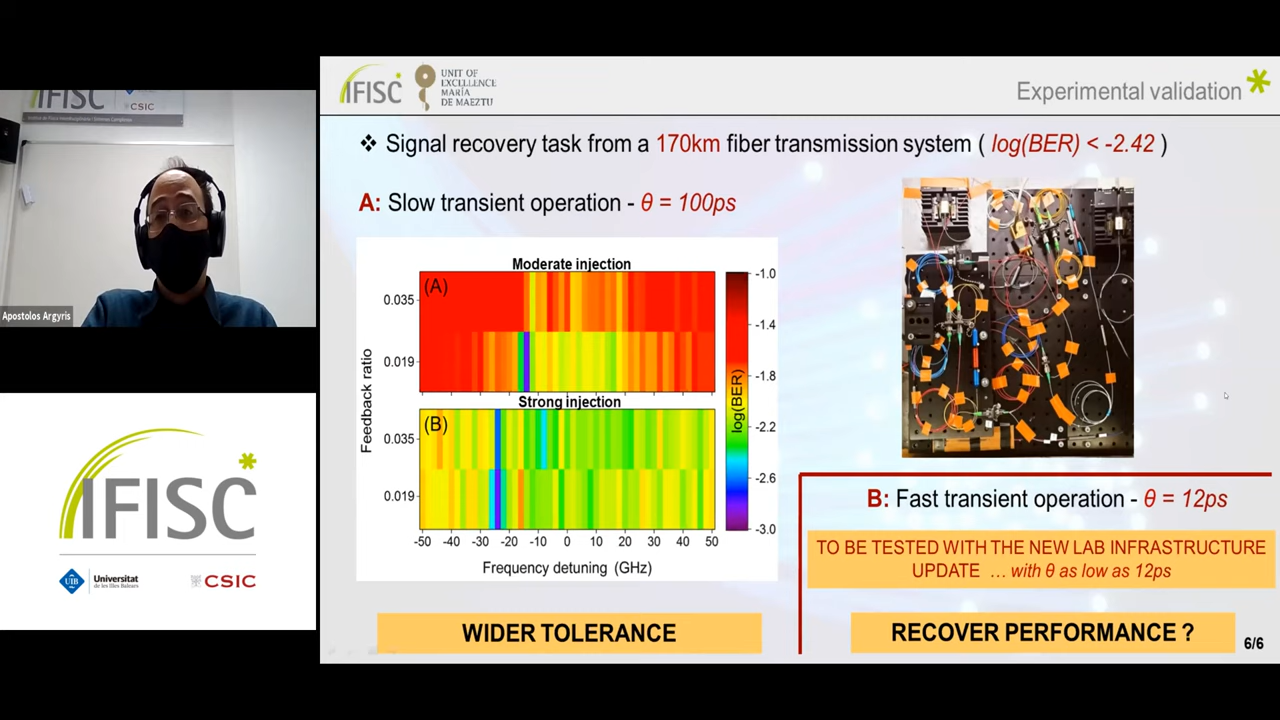 IFISC
CSIC
Apostolos Argyris
IFISC
UIB
Universitat
de les Illes Balears
CSIC
IFISC
UNIT OF
EXCELLENCE
MARÍA
DE MAEZTU
Experimental validation
❖ Signal recovery task from a 170km fiber transmission system ( log(BER) < -2.42 )
A: Slow transient operation - θ = 100ps
Moderate injection
(A)
0.035
0.019
Strong injection
(B)
0.035
0.019
Feedback ratio
-50 -40 -30 -20 -10 0 10 20 30 40 50
Frequency detuning (GHz)
-1.0
-1.4
-1.8
-2.2
-2.6
-3.0
log(BER)
WIDER TOLERANCE
B: Fast transient operation - θ = 12ps
TO BE TESTED WITH THE NEW LAB INFRASTRUCTURE
UPDATE … with θ as low as 12ps
RECOVER PERFORMANCE ?
6/6